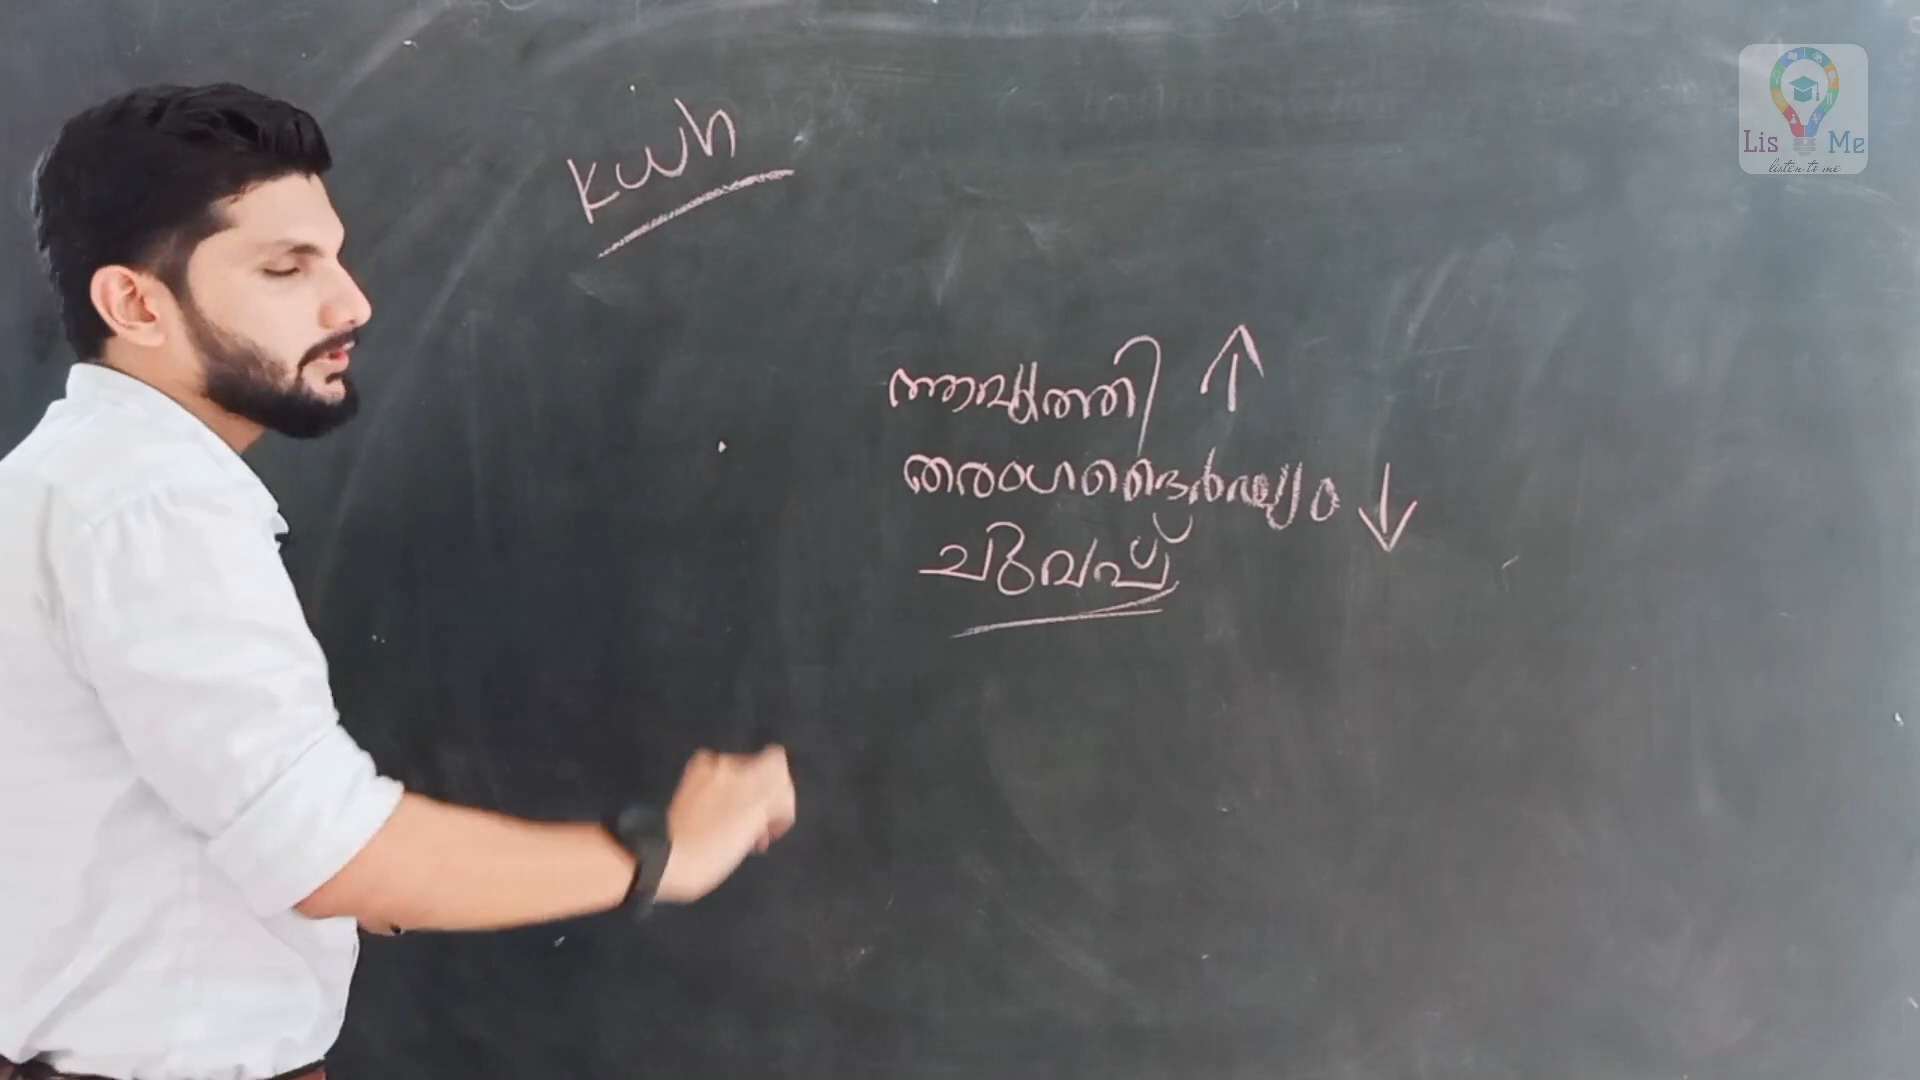 kwh
ആവൃത്തി ↑
തരംഗദൈർഘ്യം ↓
ചുവപ്പ്
Lis Me
listen to me